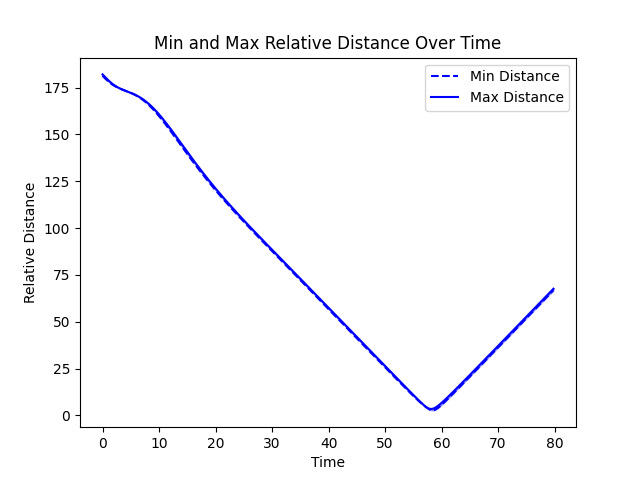 Min and Max Relative Distance Over Time
Min Distance
Max Distance
Relative Distance
175
150
125
100
75
50
25
0
0 10 20 30 40 50 60 70 80
Time